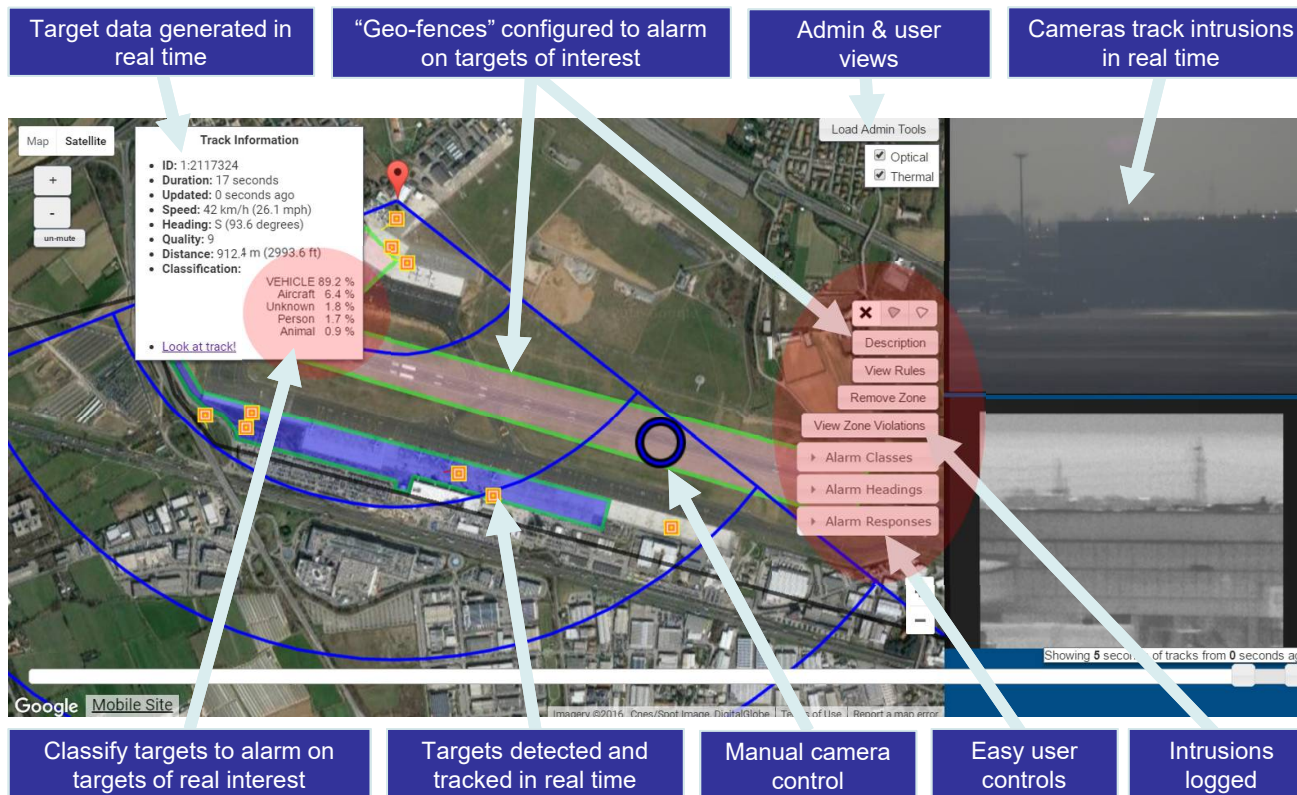 Target data generated in
real time
“Geo-fences” configured to alarm
on targets of interest
Admin & user
views
Cameras track intrusions
in real time
Map Satellite
+
-
un-mute
Track Information
• ID: 1:2117324
• Duration: 17 seconds
• Updated: 0 seconds ago
• Speed: 42 km/h (26.1 mph)
• Heading: S (93.6 degrees)
• Quality: 9
• Distance: 912.4 m (2993.6 ft)
• Classification:
VEHICLE 89.2 %
Aircraft 6.4 %
Unknown 1.8 %
Person 1.7 %
Animal 0.9 %
• Look at track!
Load Admin Tools
Optical
Thermal
Description
View Rules
Remove Zone
View Zone Violations
Alarm Classes
Alarm Headings
Alarm Responses
Showing 5 seconds of tracks from 0 seconds ag
Google Mobile Site
Imagery ©2016, Cnes/Spot Image, DigitalGlobe Terms of Use Report a map error
Classify targets to alarm on
targets of real interest
Targets detected and
tracked in real time
Manual camera
control
Easy user
controls
Intrusions
logged